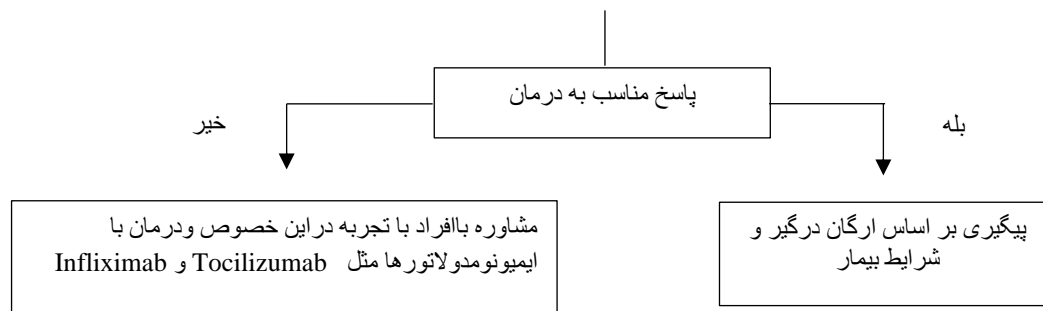 پاسخ مناسب به درمان
بله
خیر
پیگیری بر اساس ارگان درگیر و
شرایط بیمار
مشاوره باافراد با تجربه دراین خصوص ودرمان با
ایمیونومدولاتورها مثل Tocilizumab و Infliximab